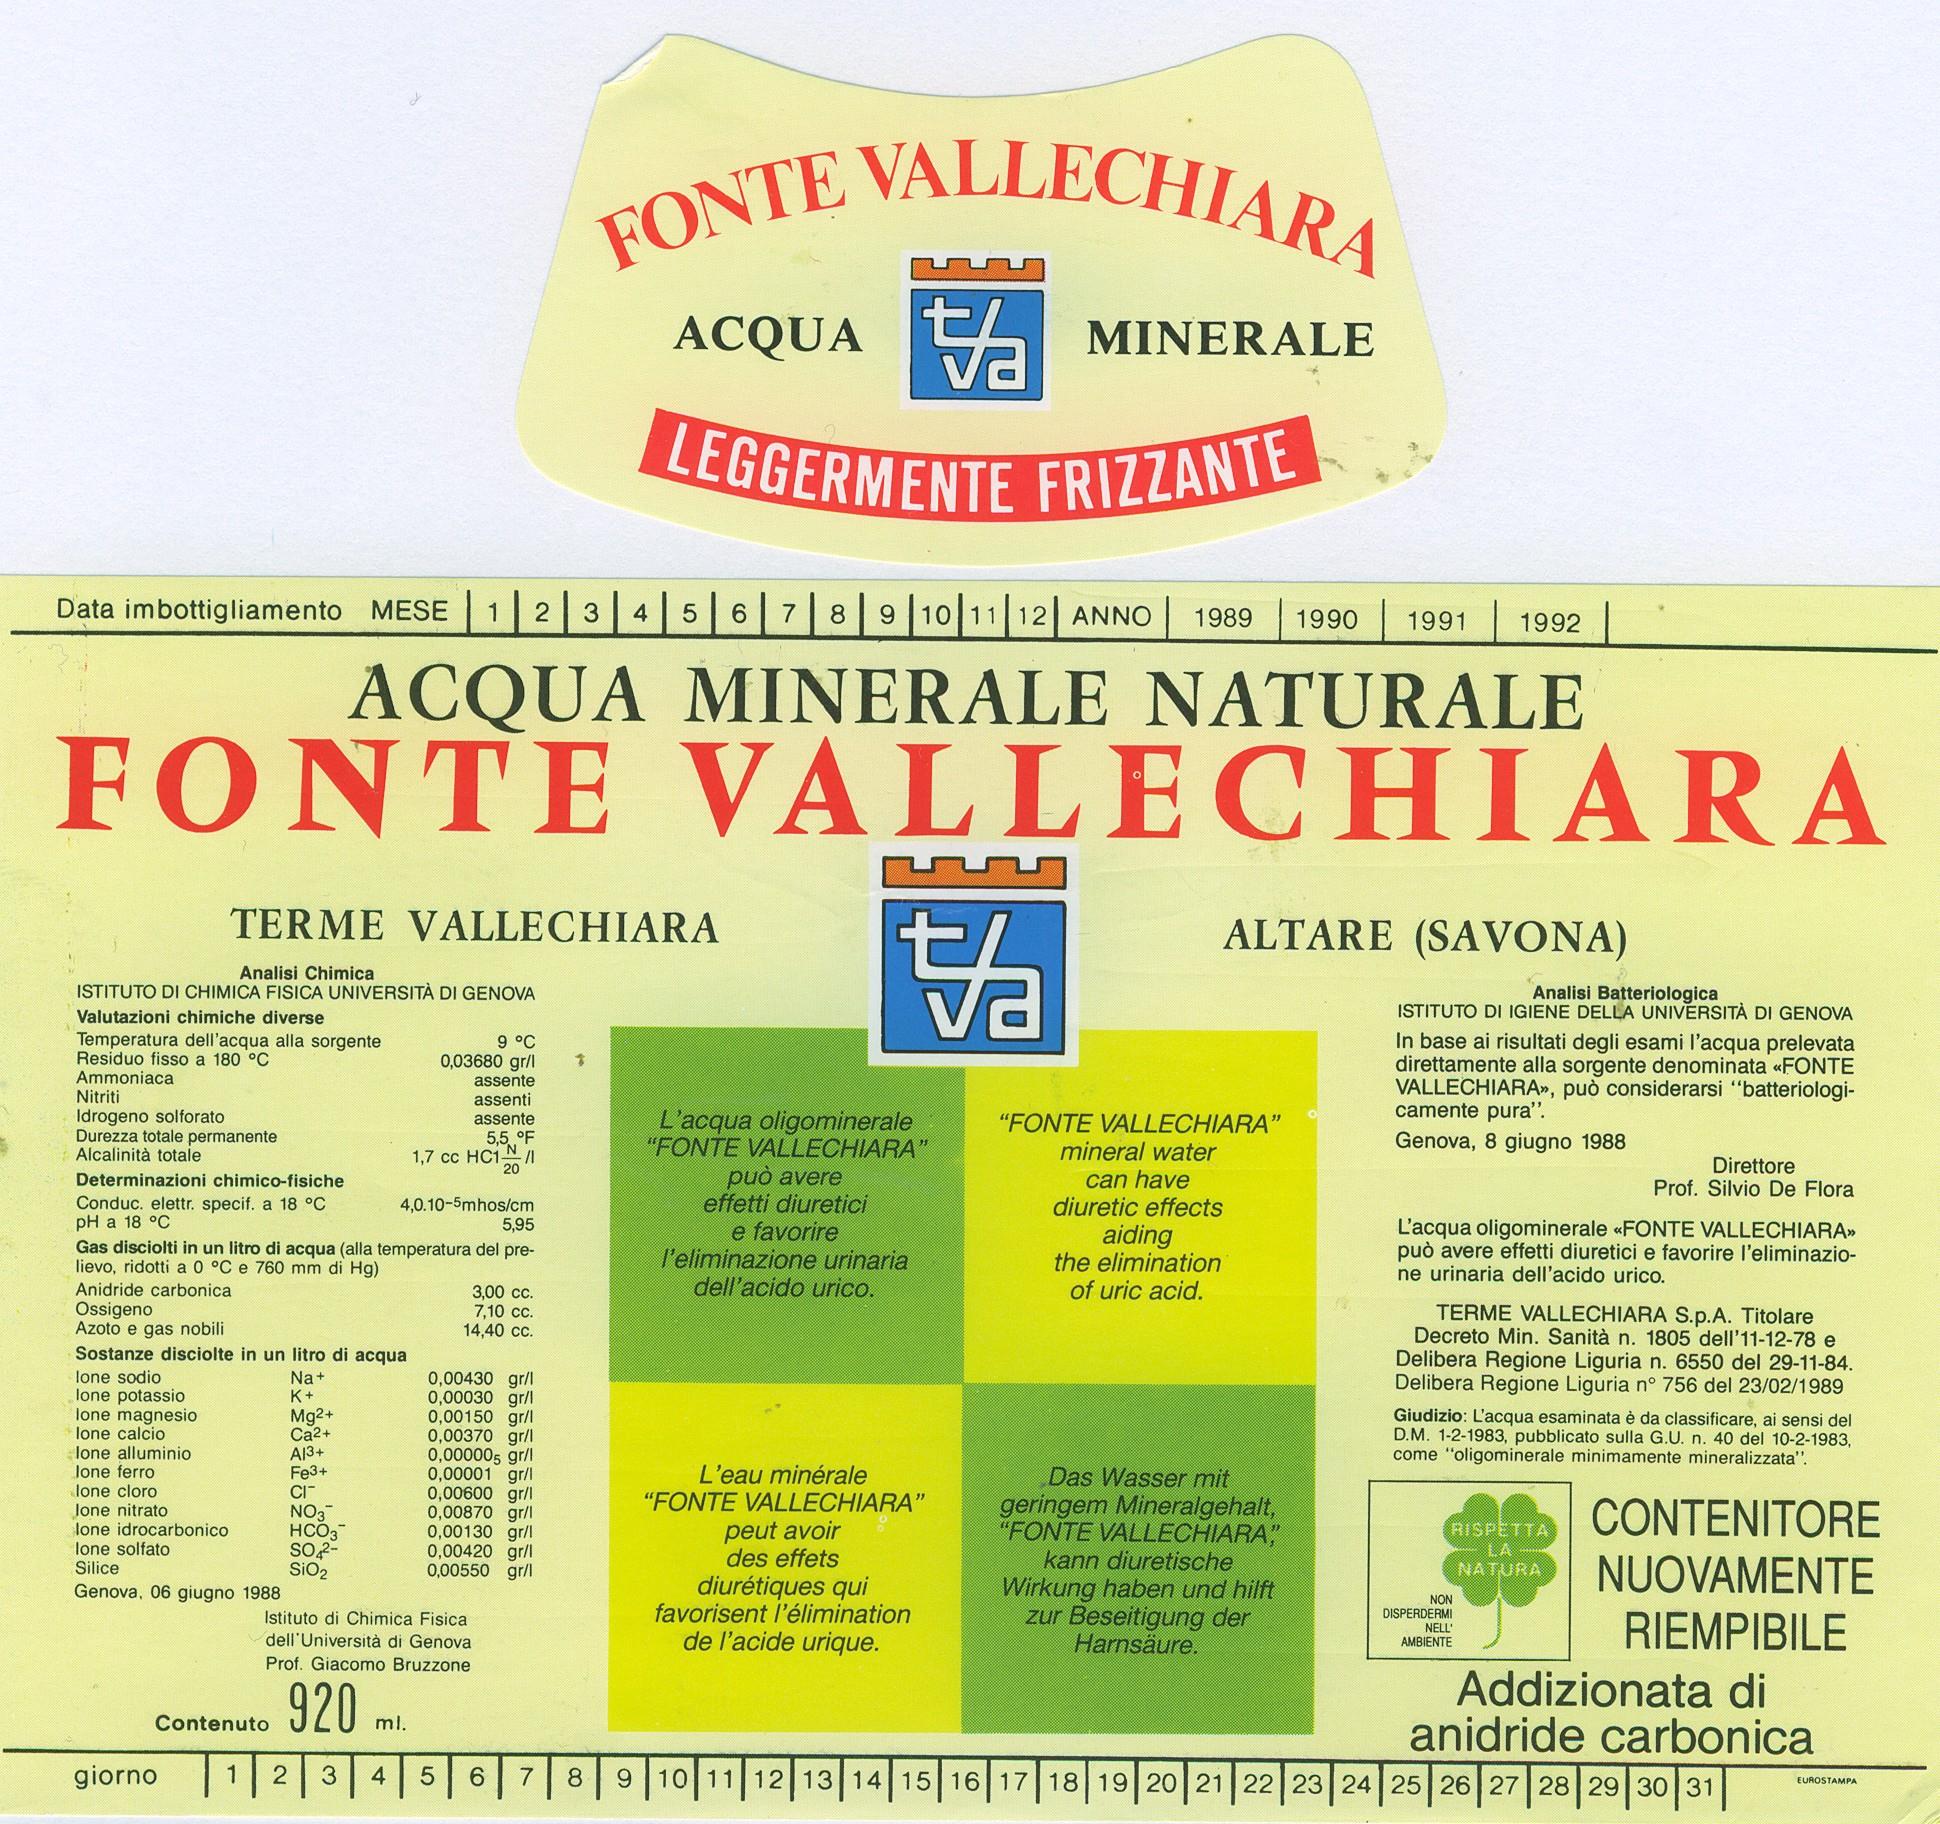 FONTE VALLECHIARA
ACQUA MINERALE
t/va
LEGGERMENTE FRIZZANTE
Data imbottigliamento MESE 1 2 3 4 5 6 7 8 9 10 11 12 ANNO 1989 1990 1991 1992
ACQUA MINERALE NATURALE
FONTE VALLECHIARA
t/va
TERME VALLECHIARA
ALTARE (SAVONA)
Analisi Chimica
ISTITUTO DI CHIMICA FISICA UNIVERSITÀ DI GENOVA
Valutazioni chimiche diverse
Temperatura dell'acqua alla sorgente 9 °C
Residuo fisso a 180 °C 0,03680 gr/l
Ammoniaca assente
Nitriti assenti
Idrogeno solforato assente
Durezza totale permanente 5,5 °F
Alcalinità totale 1,7 cc HC1 N/20 /l
Determinazioni chimico-fisiche
Conduc. elettr. specif. a 18 °C 4,0.10-5mhos/cm
pH a 18 °C 5,95
Gas disciolti in un litro di acqua (alla temperatura del pre-
lievo, ridotti a 0 °C e 760 mm di Hg)
Anidride carbonica 3,00 cc.
Ossigeno 7,10 cc.
Azoto e gas nobili 14,40 cc.
Sostanze disciolte in un litro di acqua
Ione sodio Na+ 0,00430 gr/l
Ione potassio K+ 0,00030 gr/l
Ione magnesio Mg2+ 0,00150 gr/l
Ione calcio Ca2+ 0,00370 gr/l
Ione alluminio Al3+ 0,000005 gr/l
Ione ferro Fe3+ 0,00001 gr/l
Ione cloro Cl- 0,00600 gr/l
Ione nitrato NO3- 0,00870 gr/l
Ione idrocarbonico HCO3- 0,00130 gr/l
Ione solfato SO42- 0,00420 gr/l
Silice SiO2 0,00550 gr/l
Genova, 06 giugno 1988
Istituto di Chimica Fisica
dell'Università di Genova
Prof. Giacomo Bruzzone
Contenuto 920 ml.
L'acqua oligominerale
"FONTE VALLECHIARA"
può avere
effetti diuretici
e favorire
l'eliminazione urinaria
dell'acido urico.
"FONTE VALLECHIARA"
mineral water
can have
diuretic effects
aiding
the elimination
of uric acid.
L'eau minérale
"FONTE VALLECHIARA"
peut avoir
des effets
diurétiques qui
favorisent l'élimination
de l'acide urique.
Das Wasser mit
geringem Mineralgehalt,
"FONTE VALLECHIARA,"
kann diuretische
Wirkung haben und hilft
zur Beseitigung der
Harnsäure.
Analisi Batteriologica
ISTITUTO DI IGIENE DELLA UNIVERSITÀ DI GENOVA
In base ai risultati degli esami l'acqua prelevata
direttamente alla sorgente denominata «FONTE
VALLECHIARA», può considerarsi "batteriologi-
camente pura".
Genova, 8 giugno 1988
Direttore
Prof. Silvio De Flora
L'acqua oligominerale «FONTE VALLECHIARA»
può avere effetti diuretici e favorire l'eliminazio-
ne urinaria dell'acido urico.
TERME VALLECHIARA S.p.A. Titolare
Decreto Min. Sanità n. 1805 dell'11-12-78 e
Delibera Regione Liguria n. 6550 del 29-11-84.
Delibera Regione Liguria n° 756 del 23/02/1989
Giudizio: L'acqua esaminata è da classificare, ai sensi del
D.M. 1-2-1983, pubblicato sulla G.U. n. 40 del 10-2-1983,
come "oligominerale minimamente mineralizzata".
RISPETTA
LA
NATURA
NON
DISPERDERMI
NELL'
AMBIENTE
CONTENITORE
NUOVAMENTE
RIEMPIBILE
Addizionata di
anidride carbonica
giorno 1 2 3 4 5 6 7 8 9 10 11 12 13 14 15 16 17 18 19 20 21 22 23 24 25 26 27 28 29 30 31
EUROSTAMPA